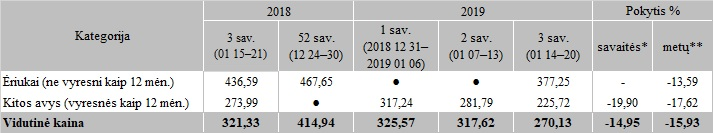 Kategorija 2018 2019 Pokytis %
3 sav. (01 15–21) 52 sav. (12 24–30) 1 sav. (2018 12 31–2019 01 06) 2 sav. (01 07–13) 3 sav. (01 14–20) savaitės* metų**
Ėriukai (ne vyresni kaip 12 mėn.) 436,59 467,65 ● ● 377,25 - -13,59
Kitos avys (vyresnės kaip 12 mėn.) 273,99 ● 317,24 281,79 225,72 -19,90 -17,62
Vidutinė kaina 321,33 414,94 325,57 317,62 270,13 -14,95 -15,93